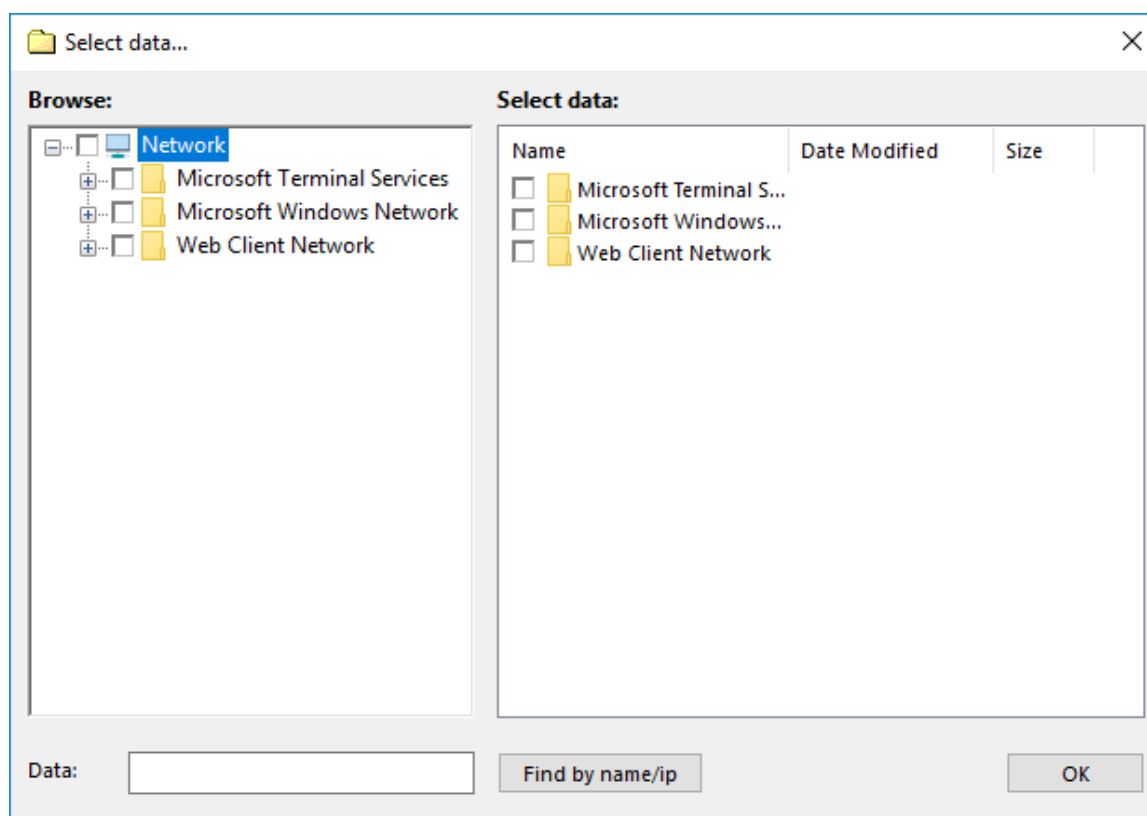 Select data...
Browse:
Select data:
Network
Microsoft Terminal Services
Microsoft Windows Network
Web Client Network
Name Date Modified Size
Microsoft Terminal S...
Microsoft Windows...
Web Client Network
Data:
Find by name/ip
OK